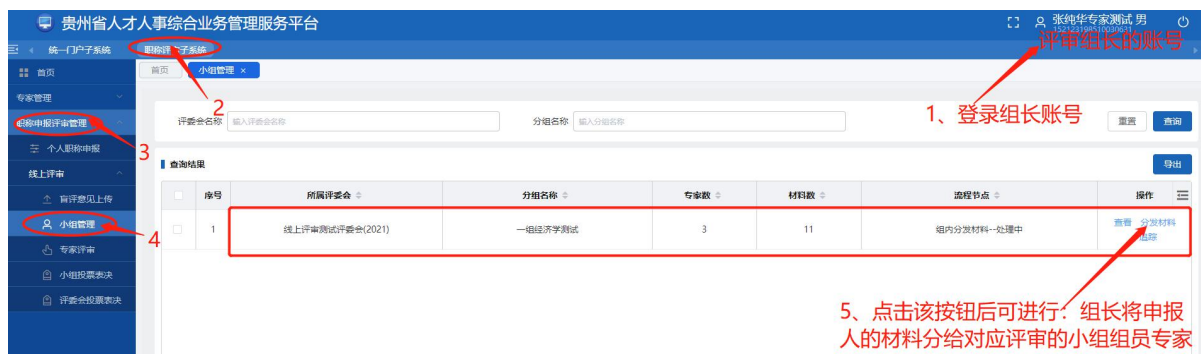 贵州省人才人事综合业务管理服务平台
张纯华专家测试 男
统一门户子系统 职称评审子系统
评审组长的账号
首页
首页 小组管理 ×
专家管理
2
1、登录组长账号
评委会名称 输入评委会名称 分组名称 输入分组名称 重置 查询
职称申报评审管理
3
个人职称申报
查询结果 导出
线上评审
序号 所属评委会 分组名称 专家数 材料数 流程节点 操作
盲评意见上传
小组管理
4
1 线上评审测试评委会(2021) 一组经济学测试 3 11 组内分发材料--处理中 查看 分发材料
追踪
专家评审
小组投票表决
评委会投票表决
5、点击该按钮后可进行：组长将申报
人的材料分给对应评审的小组组员专家